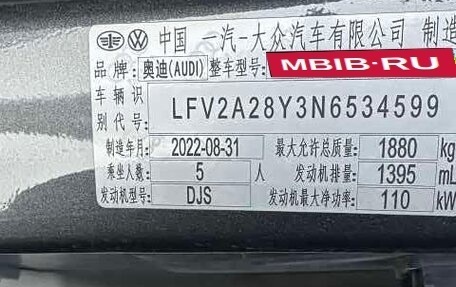 中国 一汽-大众汽车有限公司 制造
品牌: 奥迪(AUDI) 整车型号: MBIB-RU
车辆识别代号: LFV2A28Y3N6534599
制造年月: 2022-08-31 最大允许总质量: 1880 kg
乘坐人数: 5 人 发动机排量: 1395 mL
发动机型号: DJS 发动机最大净功率: 110 kW